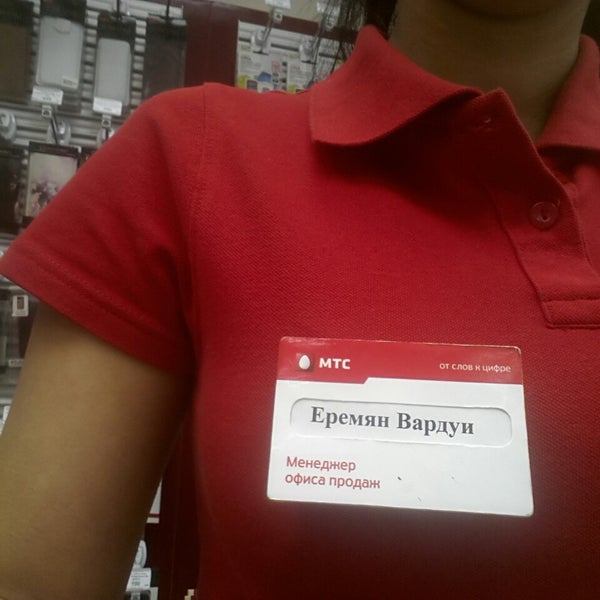 МТС от слов к цифре
Еремян Вардуи
Менеджер
офиса продаж